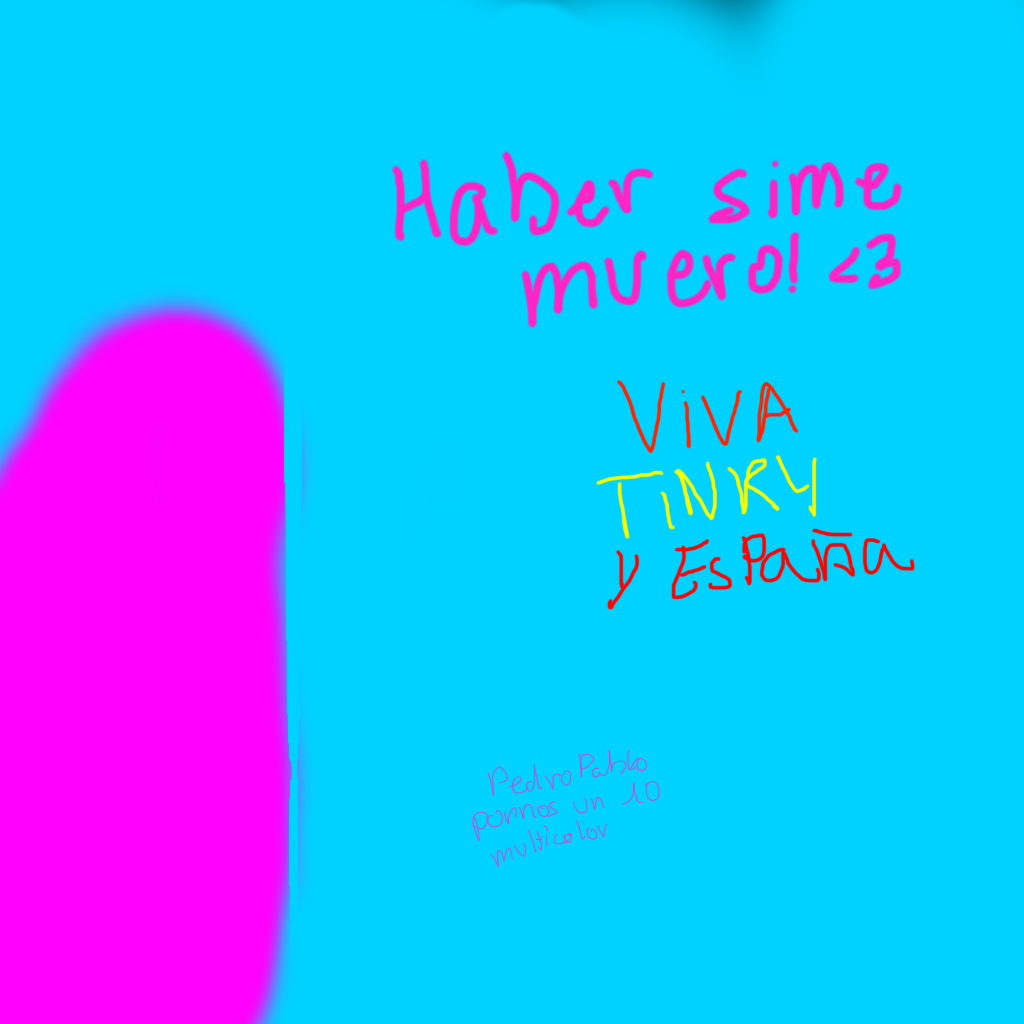 Haber sime
muero! <3
ViVA
TiNKY
y EsPaña
Pedro Pablo
ponnos un 10
multicolor